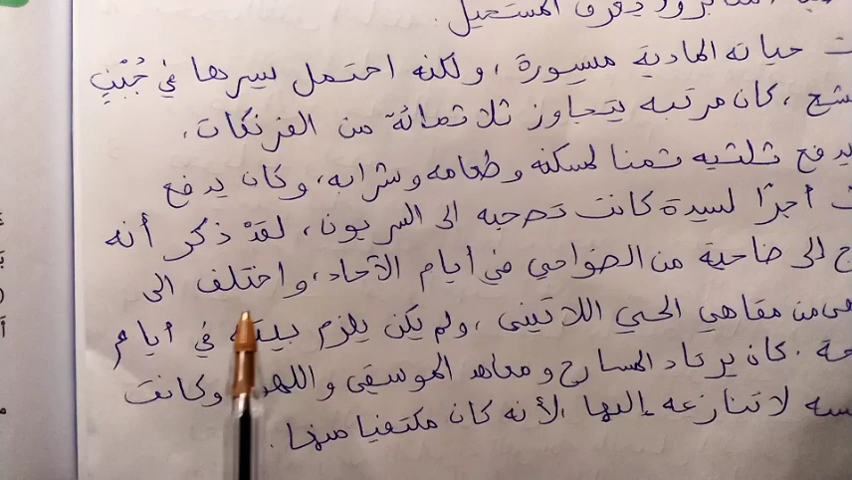 يعرف المستحيل.
حياته المادية ميسورة، ولكنه احتمل يسرها في جُبْنٍ
كان مرتبه يتجاوز ثلاثمائة من الفرنكات.
يدفع ثلثيه ثمنا لمسكنه وطعامه وشرابه، وكان يدفع
أجرًا لسيدة كانت تصحبه الى السربون، لقدْ ذكر أنه
الى ضاحية من الضواحي في أيام الآحاد، واختلف الى
من مقاهي الحي اللاتيني، ولم يكن يلزم بيته في أيام
كان يرتاد المسارح ومعاهد الموسيقى واللهو وكانت
لا تنازعه إليها لأنه كان مكتفيا منها.